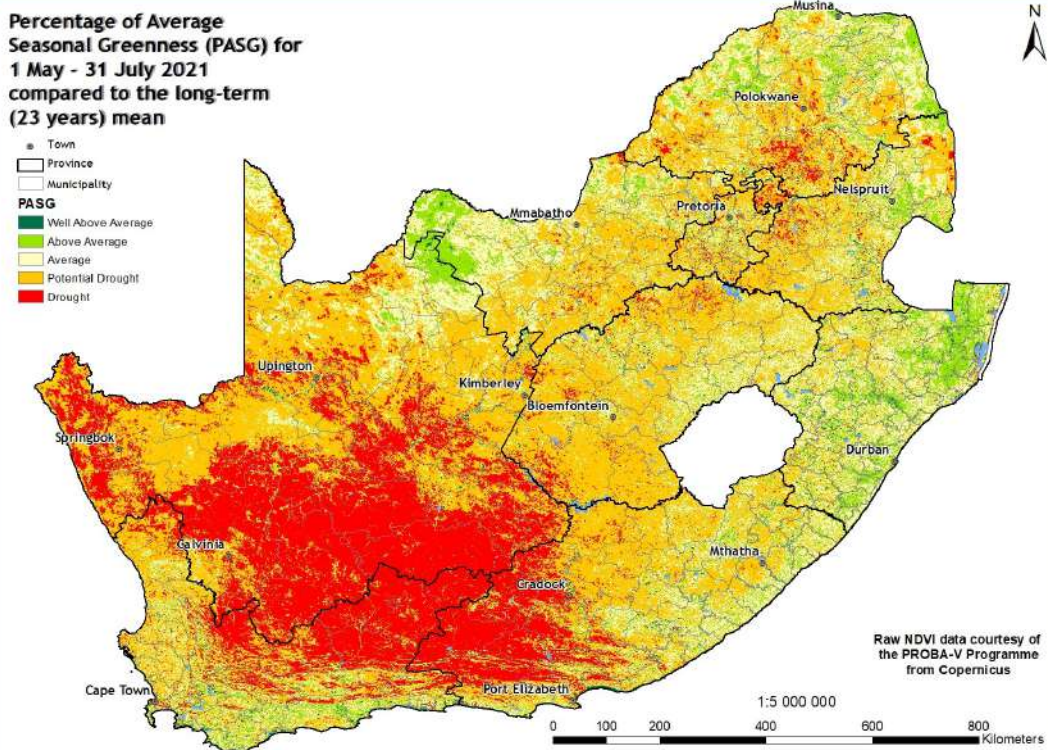 Percentage of Average
Seasonal Greenness (PASG) for
1 May - 31 July 2021
compared to the long-term
(23 years) mean
Town
Province
Municipality
PASG
Well Above Average
Above Average
Average
Potential Drought
Drought
N
Musina
Polokwane
Nelspruit
Pretoria
Mmabatho
Upington
Kimberley
Bloemfontein
Springbok
Durban
Calvinia
Mthatha
Cradock
Cape Town
Port Elizabeth
Raw NDVI data courtesy of
the PROBA-V Programme
from Copernicus
1:5 000 000
0 100 200 400 600 800
Kilometers